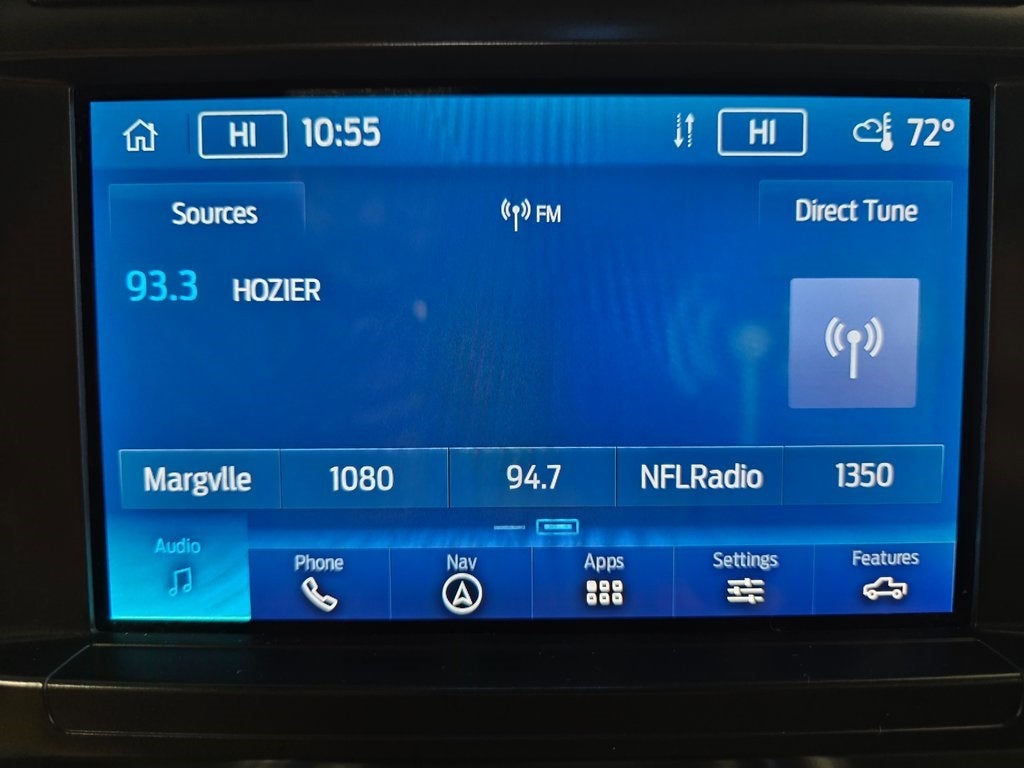 HI 10:55 HI 72°
Sources FM Direct Tune
93.3 HOZIER
Margvlle 1080 94.7 NFLRadio 1350
Audio Phone Nav Apps Settings Features